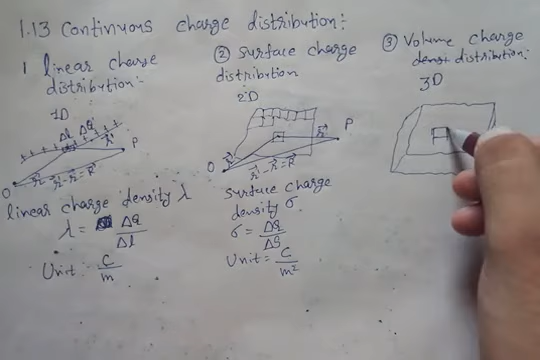 1.13 Continuous charge distribution:-
1 linear charge
distribution:-
1D
Δl Δq
P
O
linear charge density λ
λ = Δq/Δl
Unit = C/m
② Surface charge
distribution
2D
P
O
Surface charge
density σ
σ = Δq/ΔS
Unit = C/m²
③ Volume charge
densi distribution:-
3D